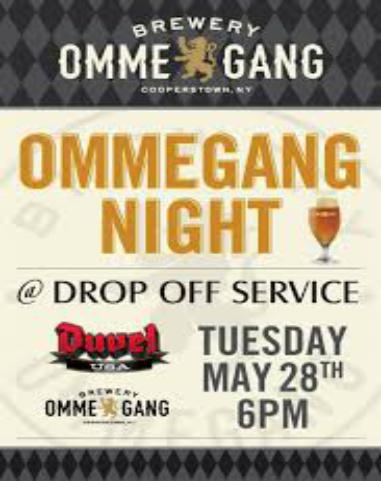 BREWERY
OMMEGANG
COOPERSTOWN, NY
OMMEGANG
NIGHT
@ DROP OFF SERVICE
Duvel
USA
BREWERY
OMMEGANG
TUESDAY
MAY 28TH
6PM